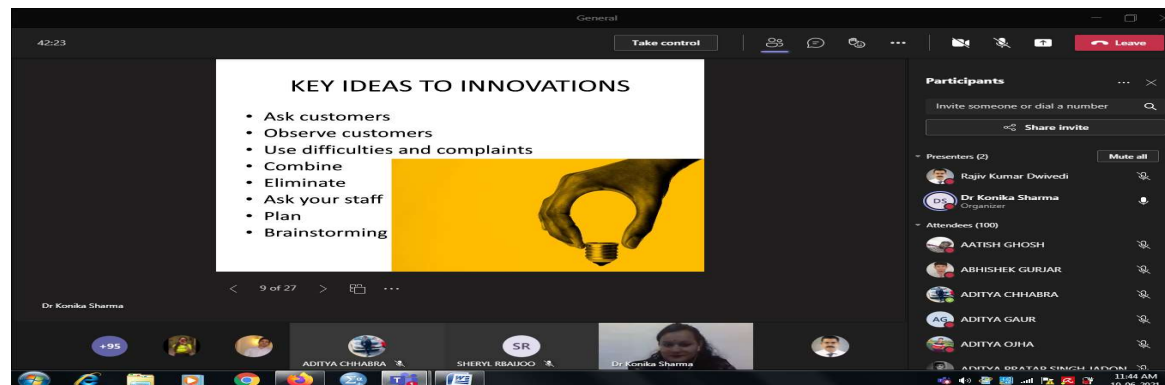 General
42:23
Take control
Leave
KEY IDEAS TO INNOVATIONS
• Ask customers
• Observe customers
• Use difficulties and complaints
• Combine
• Eliminate
• Ask your staff
• Plan
• Brainstorming
9 of 27
Dr Konika Sharma
+95
ADITYA CHHABRA
SR
SHERYL RBAIJOO
Dr Konika Sharma
Participants
Invite someone or dial a number
Share invite
Presenters (2)
Mute all
Rajiv Kumar Dwivedi
DS
Dr Konika Sharma
Organizer
Attendees (100)
AATISH GHOSH
ABHISHEK GURJAR
ADITYA CHHABRA
AG
ADITYA GAUR
ADITYA OJHA
ADITYA PRATAP SINGH JADON
11:44 AM